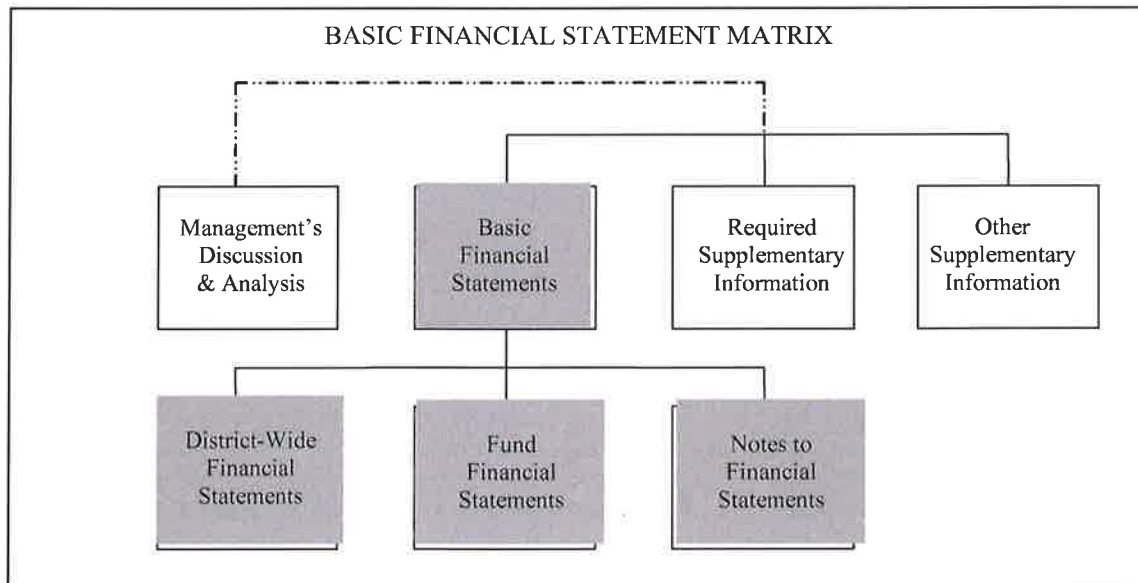 BASIC FINANCIAL STATEMENT MATRIX
Management's
Discussion
& Analysis
Basic
Financial
Statements
Required
Supplementary
Information
Other
Supplementary
Information
District-Wide
Financial
Statements
Fund
Financial
Statements
Notes to
Financial
Statements